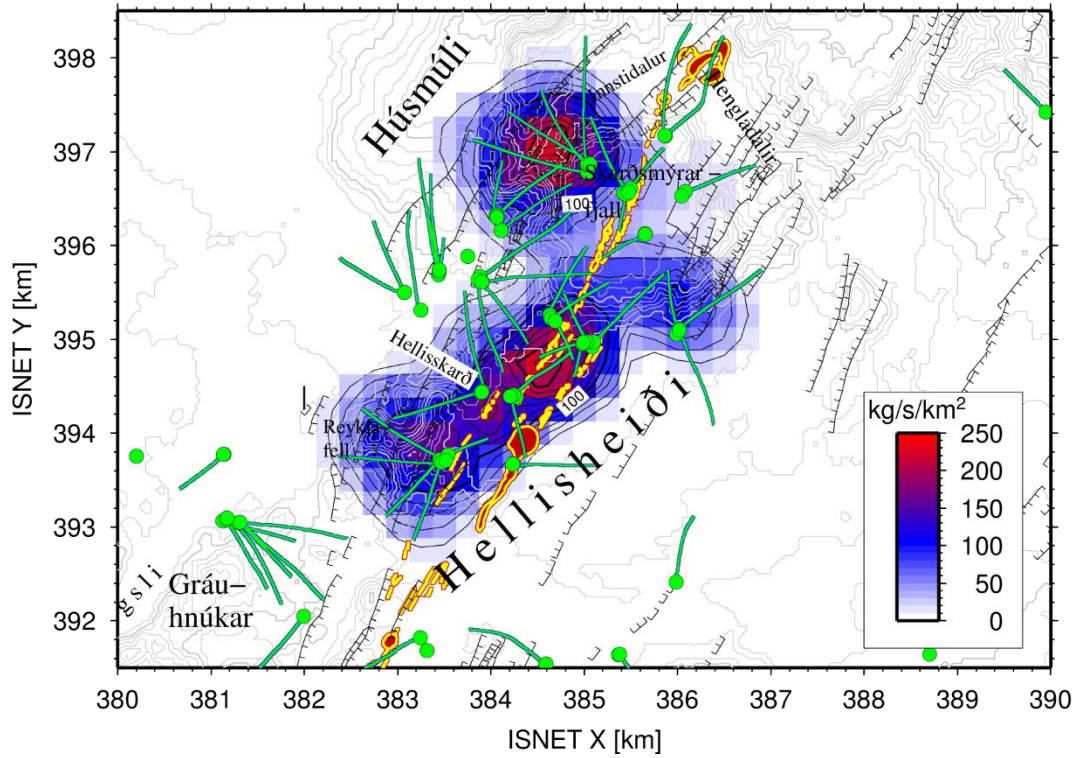 398
397
396
395
394
393
392
ISNET Y [km]
380
381
382
383
384
385
386
387
388
389
390
ISNET X [km]
Húsmúli
Innstidalur
Hengladalir
Skarðsmýrar–
fjall
100
Hellisskarð
Reykja
fell
100
Hellisheiði
Gráu–
hnúkar
gsli
kg/s/km²
250
200
150
100
50
0